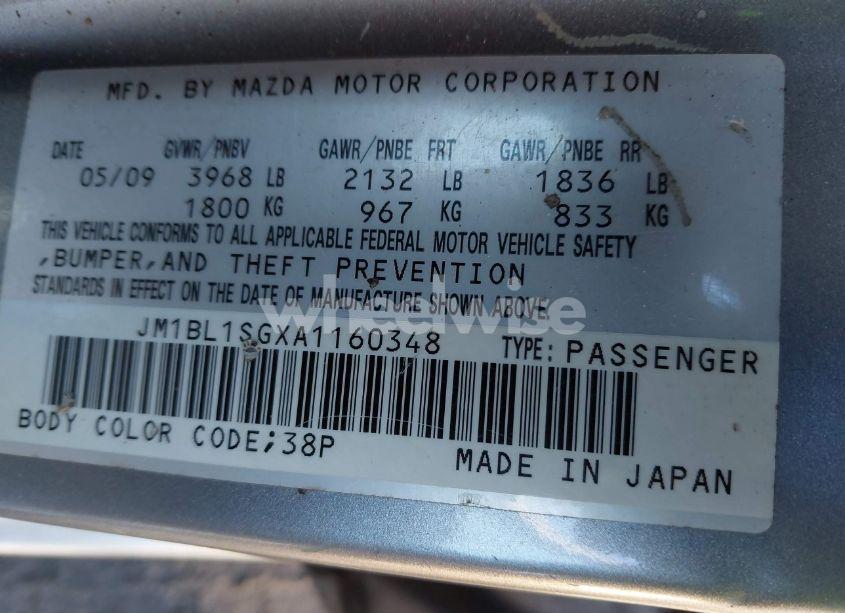 MFD. BY MAZDA MOTOR CORPORATION
DATE GVWR/PNBV GAWR/PNBE FRT GAWR/PNBE RR
05/09 3968 LB 2132 LB 1836 LB
1800 KG 967 KG 833 KG
THIS VEHICLE CONFORMS TO ALL APPLICABLE FEDERAL MOTOR VEHICLE SAFETY
,BUMPER,AND THEFT PREVENTION
STANDARDS IN EFFECT ON THE DATE OF MANUFACTURE SHOWN ABOVE.
wheelwise
JM1BL1SGXA1160348 TYPE: PASSENGER
BODY COLOR CODE;38P
MADE IN JAPAN